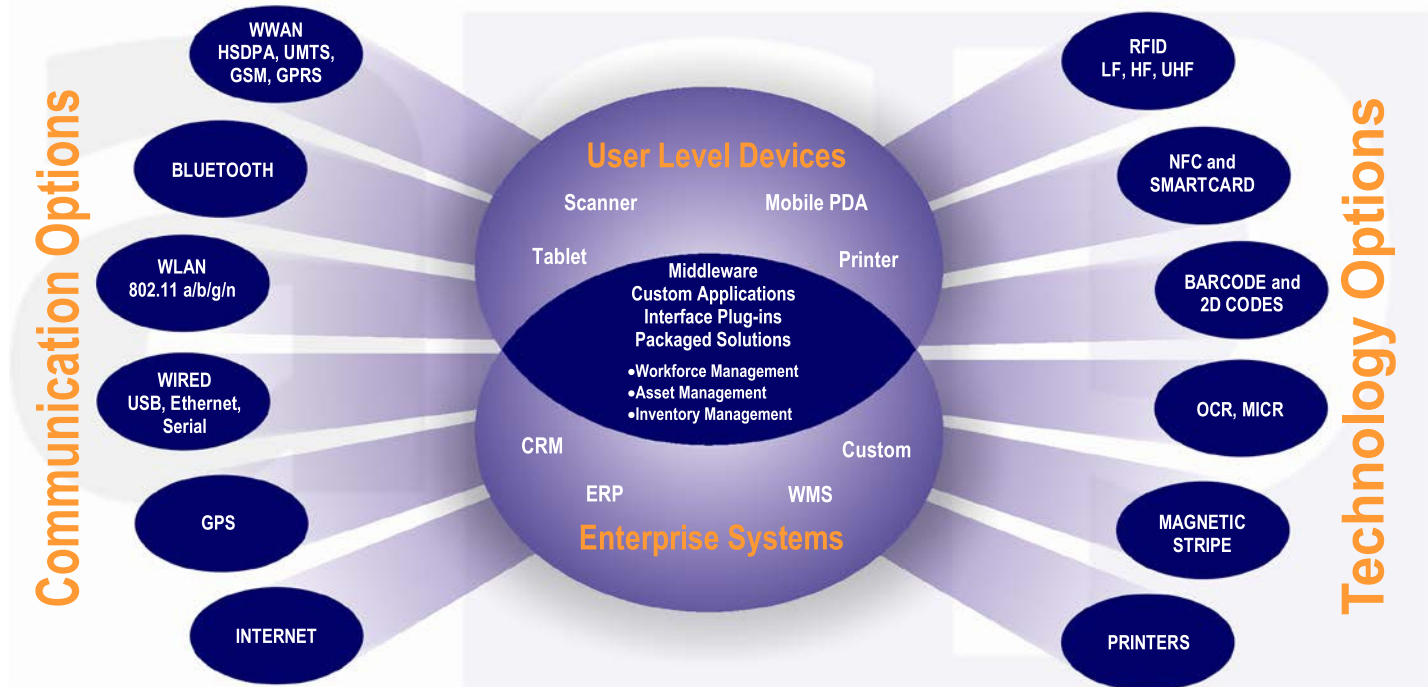 Communication Options
WWAN
HSDPA, UMTS,
GSM, GPRS
BLUETOOTH
WLAN
802.11 a/b/g/n
WIRED
USB, Ethernet,
Serial
GPS
INTERNET
User Level Devices
Scanner
Mobile PDA
Tablet
Printer
Middleware
Custom Applications
Interface Plug-ins
Packaged Solutions
•Workforce Management
•Asset Management
•Inventory Management
CRM
Custom
ERP
WMS
Enterprise Systems
RFID
LF, HF, UHF
NFC and
SMARTCARD
BARCODE and
2D CODES
OCR, MICR
MAGNETIC
STRIPE
PRINTERS
Technology Options